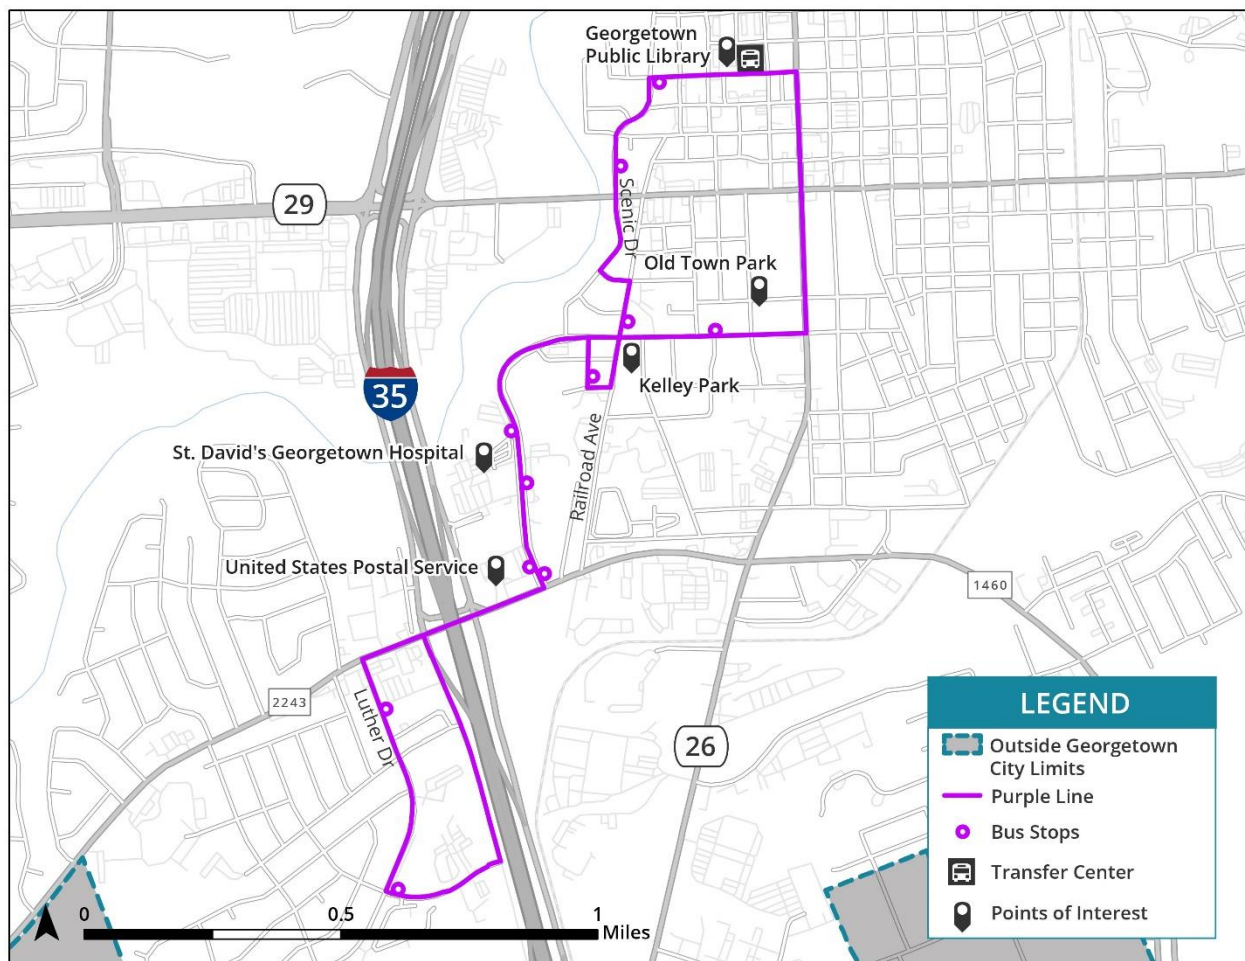 Georgetown
Public Library
29
Scenic Dr
Old Town Park
35
Kelley Park
St. David's Georgetown Hospital
Railroad Ave
United States Postal Service
1460
2243
Luther Dr
26
LEGEND
Outside Georgetown
City Limits
Purple Line
Bus Stops
Transfer Center
Points of Interest
0 0.5 1
Miles